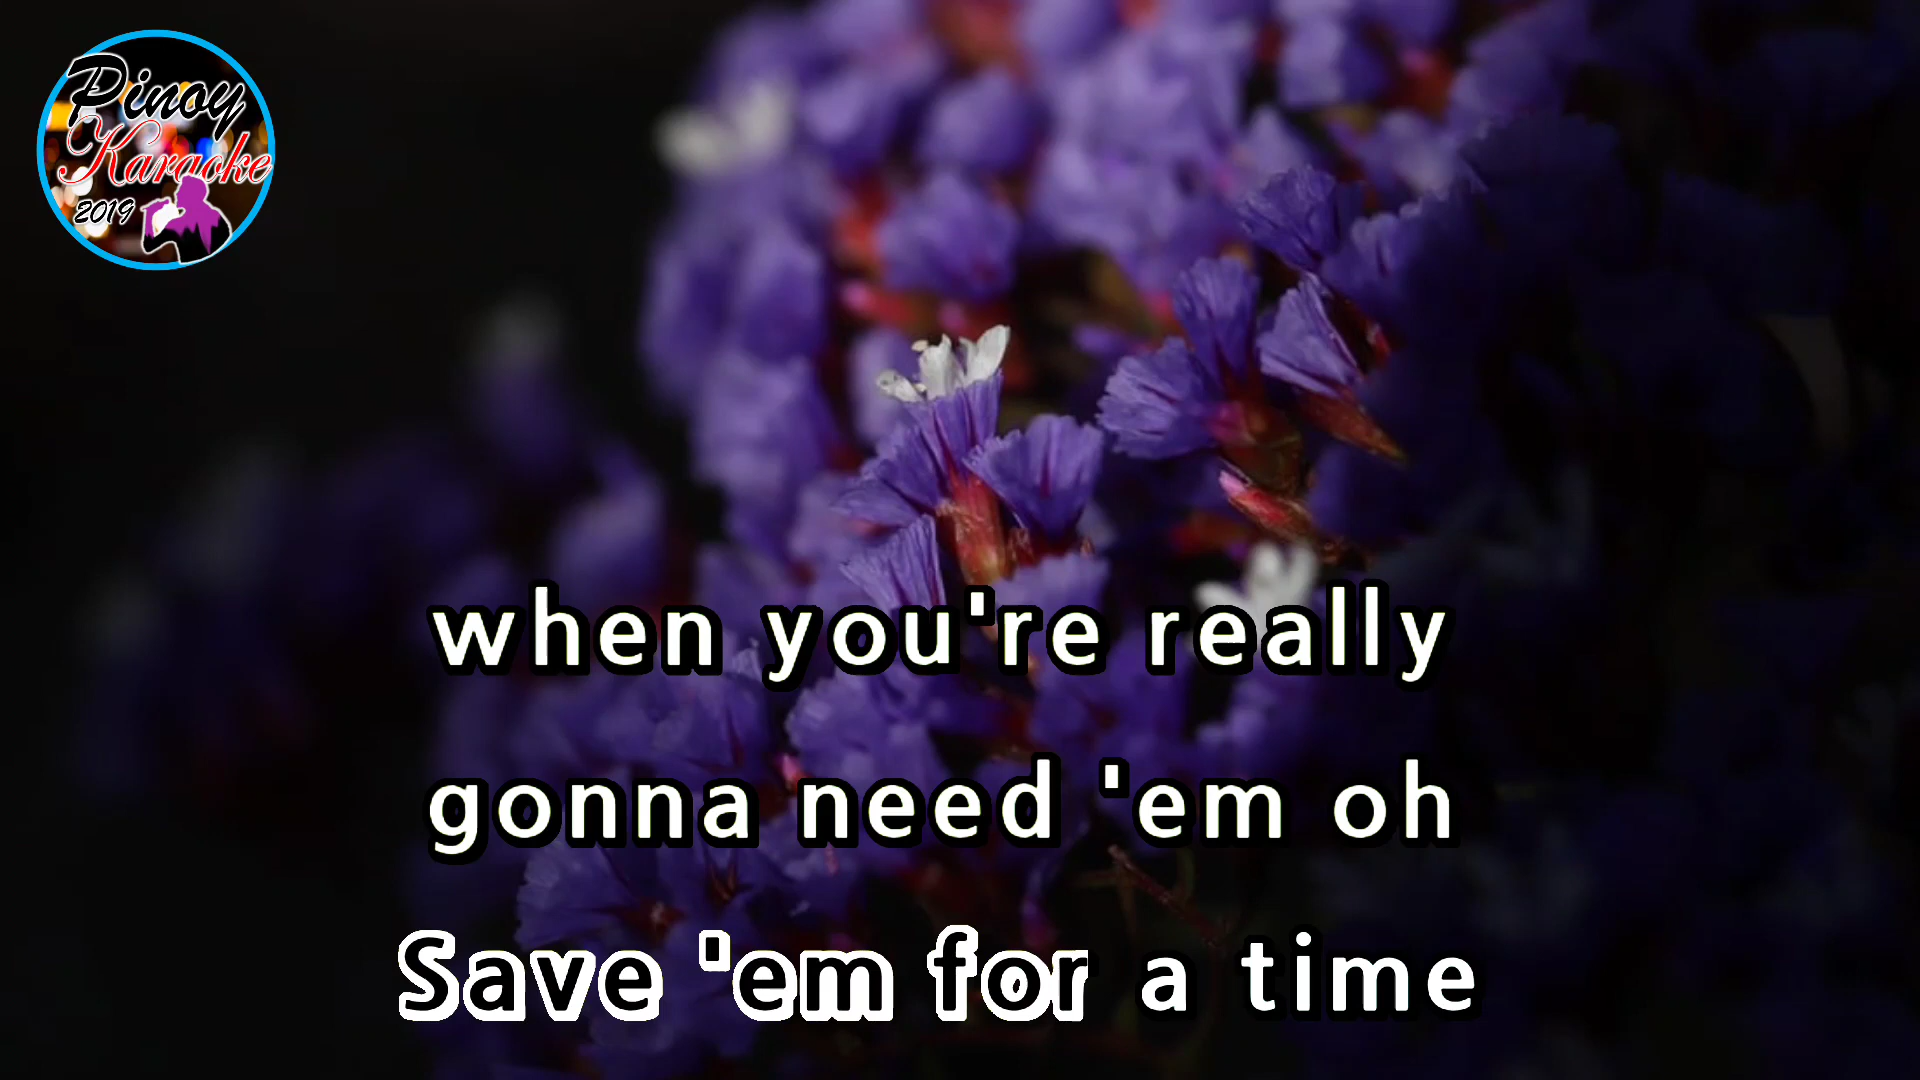 Pinoy
Karaoke
2019
when you're really
gonna need 'em oh
Save 'em for a time